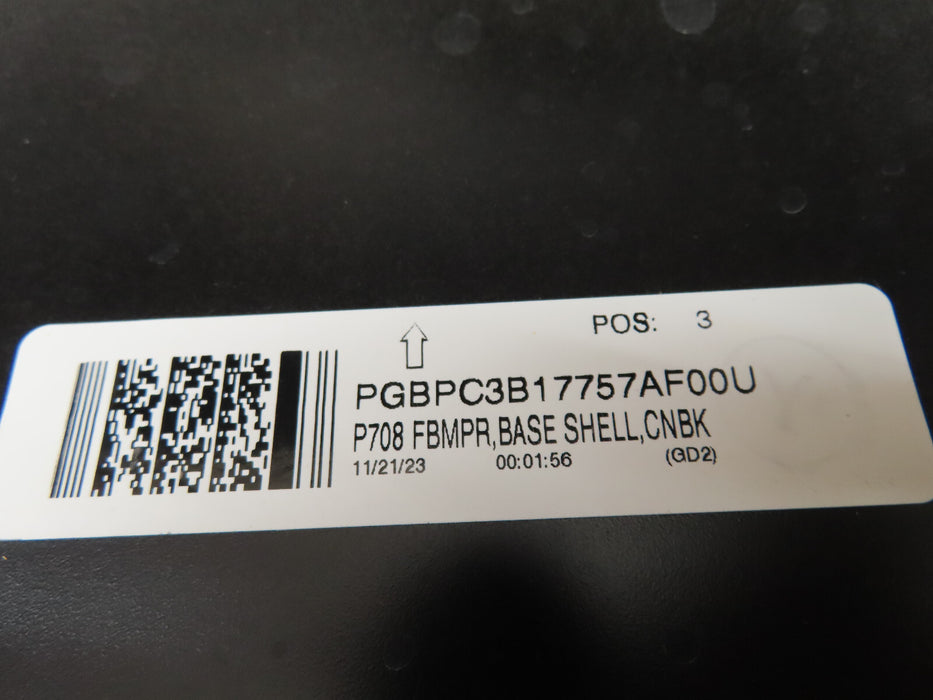 POS: 3
PGBPC3B17757AF00U
P708 FBMPR,BASE SHELL,CNBK
11/21/23 00:01:56 (GD2)